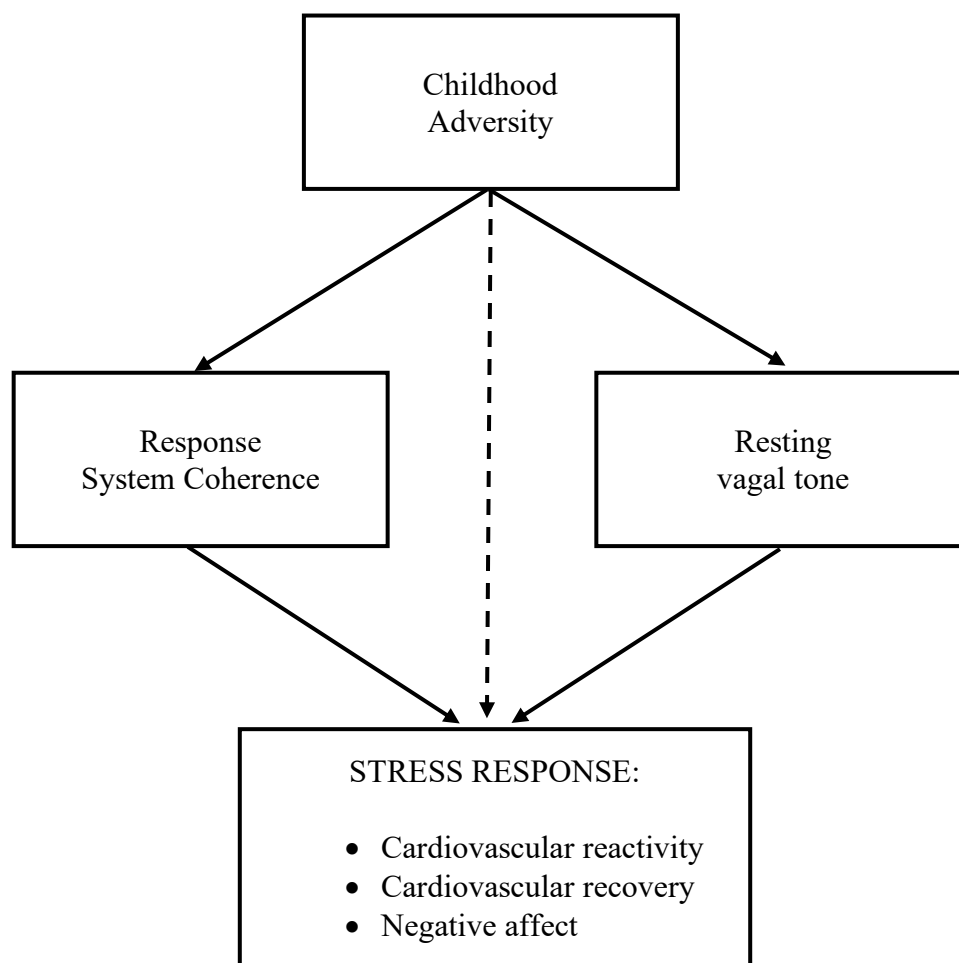 Childhood
Adversity
Response
System Coherence
Resting
vagal tone
STRESS RESPONSE:
• Cardiovascular reactivity
• Cardiovascular recovery
• Negative affect